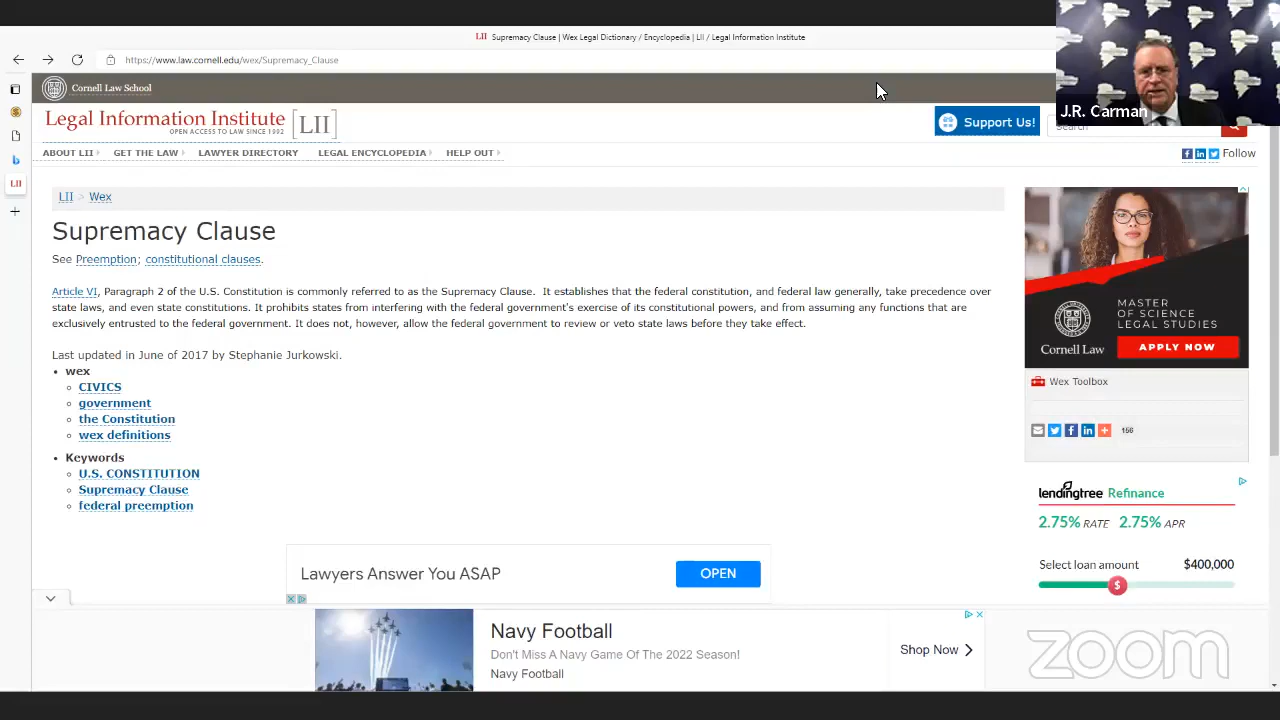 LII Supremacy Clause | Wex Legal Dictionary / Encyclopedia | LII / Legal Information Institute
https://www.law.cornell.edu/wex/Supremacy_Clause
J.R. Carman
Cornell Law School
Legal Information Institute [LII]
OPEN ACCESS TO LAW SINCE 1992
Support Us!
Search
ABOUT LII GET THE LAW LAWYER DIRECTORY LEGAL ENCYCLOPEDIA HELP OUT
Follow
LII
LII > Wex
Supremacy Clause
See Preemption; constitutional clauses.
Article VI, Paragraph 2 of the U.S. Constitution is commonly referred to as the Supremacy Clause. It establishes that the federal constitution, and federal law generally, take precedence over
state laws, and even state constitutions. It prohibits states from interfering with the federal government's exercise of its constitutional powers, and from assuming any functions that are
exclusively entrusted to the federal government. It does not, however, allow the federal government to review or veto state laws before they take effect.
Last updated in June of 2017 by Stephanie Jurkowski.
wex
CIVICS
government
the Constitution
wex definitions
Keywords
U.S. CONSTITUTION
Supremacy Clause
federal preemption
MASTER
OF SCIENCE
LEGAL STUDIES
Cornell Law
APPLY NOW
Wex Toolbox
156
lendingtree Refinance
2.75% RATE 2.75% APR
Select loan amount $400,000
$
Lawyers Answer You ASAP
OPEN
Navy Football
Don't Miss A Navy Game Of The 2022 Season!
Navy Football
Shop Now
zoom